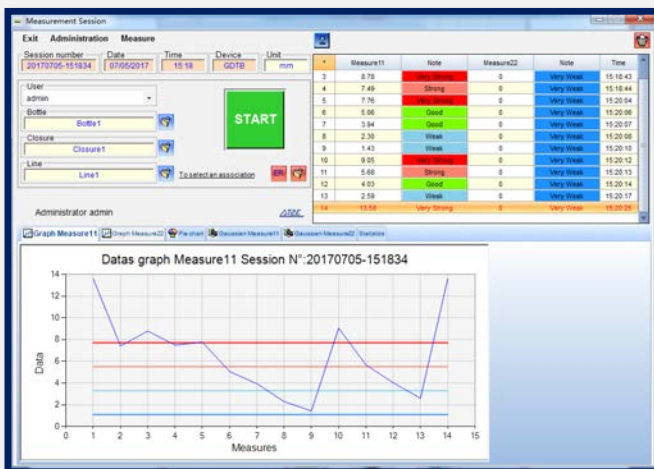 Measurement Session
Exit Administration Measure
Session number Date Time Device Unit
20170705-151834 07/05/2017 15:18 GDTB mm
User
admin
Bottle
Bottle1
Closure
Closure1
Line
Line1
To select an association
START
Administrator admin
* Measure11 Note Measure22 Note Time
3 8.78 Very Strong 0 Very Weak 15:18:43
4 7.49 Strong 0 Very Weak 15:18:44
5 7.76 Very Strong 0 Very Weak 15:20:04
6 5.06 Good 0 Very Weak 15:20:06
7 3.94 Good 0 Very Weak 15:20:07
8 2.30 Weak 0 Very Weak 15:20:08
9 1.43 Weak 0 Very Weak 15:20:10
10 9.05 Very Strong 0 Very Weak 15:20:12
11 5.68 Strong 0 Very Weak 15:20:13
12 4.03 Good 0 Very Weak 15:20:14
13 2.59 Weak 0 Very Weak 15:20:17
14 13.56 Very Strong 0 Very Weak 15:20:25
Graph Measure11 Graph Measure22 Pie chart Gaussian Measure11 Gaussian Measure22 Statistics
Datas graph Measure11 Session N°:20170705-151834
14
12
10
8
6
4
2
0
Data
0 1 2 3 4 5 6 7 8 9 10 11 12 13 14 15
Measures